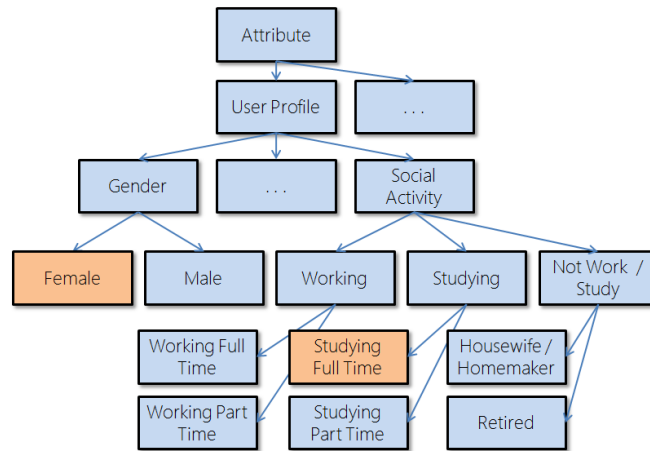 Attribute
User Profile
. . .
Gender
. . .
Social
Activity
Female
Male
Working
Studying
Not Work /
Study
Working Full
Time
Studying
Full Time
Housewife /
Homemaker
Working Part
Time
Studying
Part Time
Retired